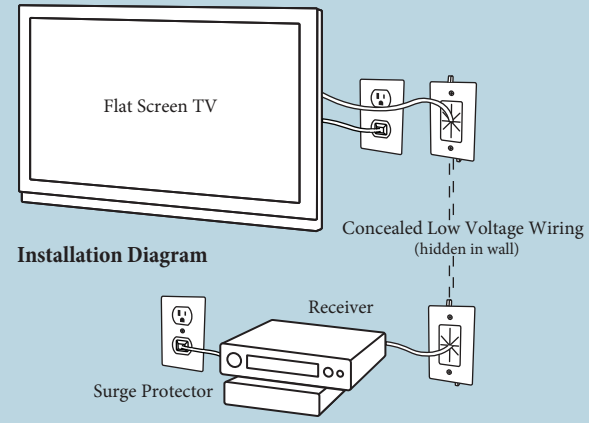 Flat Screen TV
Concealed Low Voltage Wiring
(hidden in wall)
Installation Diagram
Receiver
Surge Protector